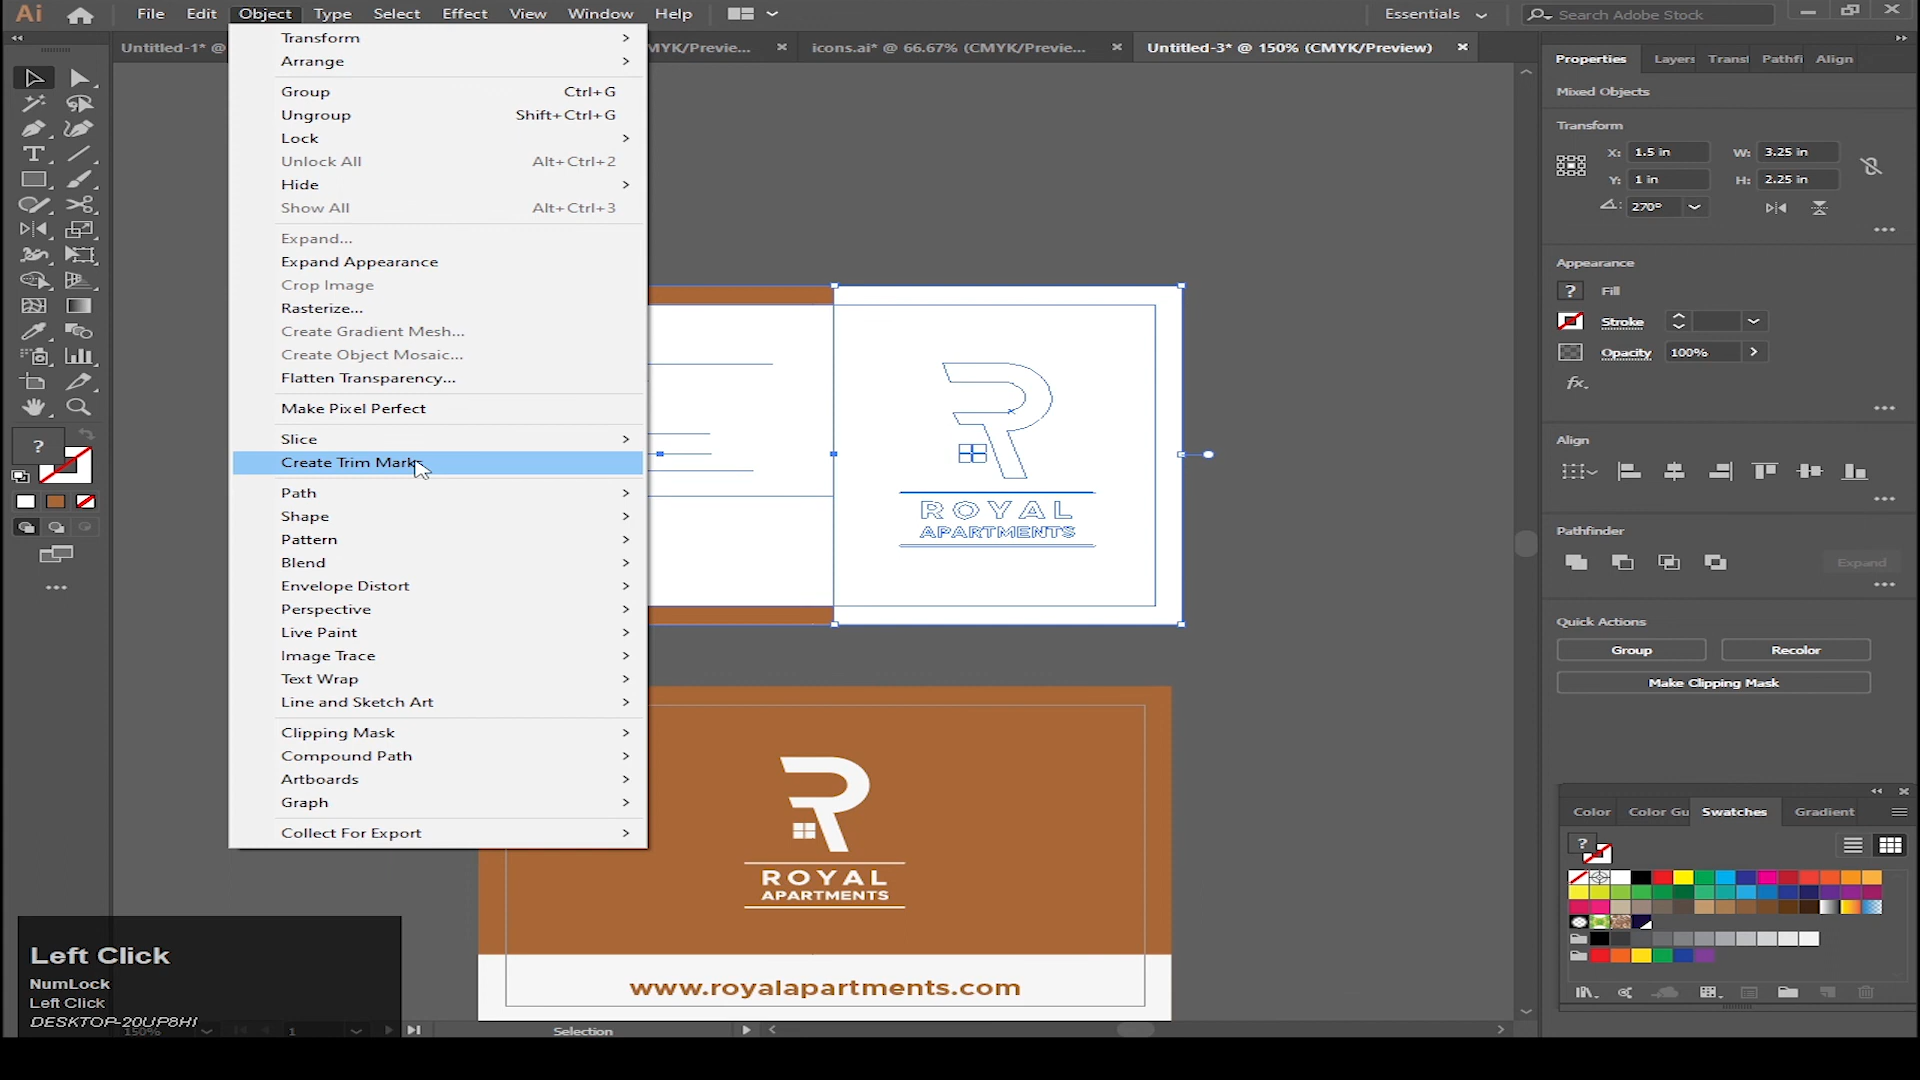 Ai File Edit Object Type Select Effect View Window Help Essentials Search Adobe Stock
Untitled-1* @ MYK/Preview... × icons.ai* @ 66.67% (CMYK/Previe... × Untitled-3* @ 150% (CMYK/Preview) ×
Transform
Arrange
Group Ctrl+G
Ungroup Shift+Ctrl+G
Lock
Unlock All Alt+Ctrl+2
Hide
Show All Alt+Ctrl+3
Expand...
Expand Appearance
Crop Image
Rasterize...
Create Gradient Mesh...
Create Object Mosaic...
Flatten Transparency...
Make Pixel Perfect
Slice
Create Trim Marks
Path
Shape
Pattern
Blend
Envelope Distort
Perspective
Live Paint
Image Trace
Text Wrap
Line and Sketch Art
Clipping Mask
Compound Path
Artboards
Graph
Collect For Export
R
ROYAL
APARTMENTS
R
ROYAL
APARTMENTS
www.royalapartments.com
Properties Layers Transf Pathfi Align
Mixed Objects
Transform
X: 1.5 in W: 3.25 in
Y: 1 in H: 2.25 in
270°
Appearance
? Fill
Stroke
Opacity 100%
fx.
Align
Pathfinder
Expand
Quick Actions
Group Recolor
Make Clipping Mask
Color Color Gu Swatches Gradient
?
?
Left Click
NumLock
Left Click
DESKTOP-20UP8HI
150% 1 Selection